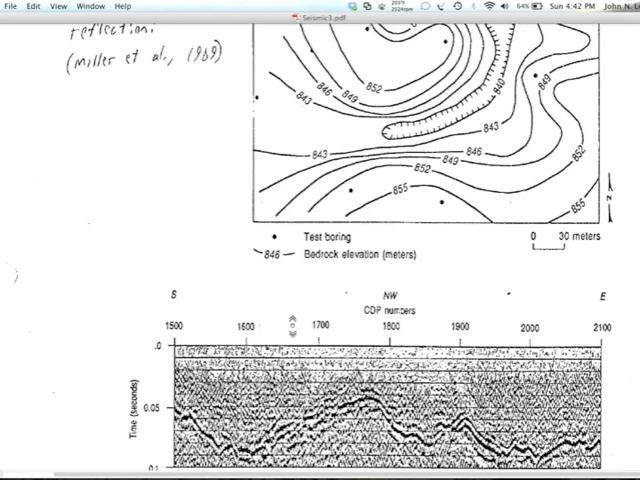 File Edit View Window Help
64% Sun 4:42 PM John N. Li
Seismic3.pdf
reflection.
(Miller et al., 1989)
852
846
849
843
840
849
843
843
846
849
852
852
855
855
N
• Test boring
0 30 meters
846 Bedrock elevation (meters)
S NW E
CDP numbers
1500 1600 1700 1800 1900 2000 2100
.0
0.05
0.1
Time (seconds)